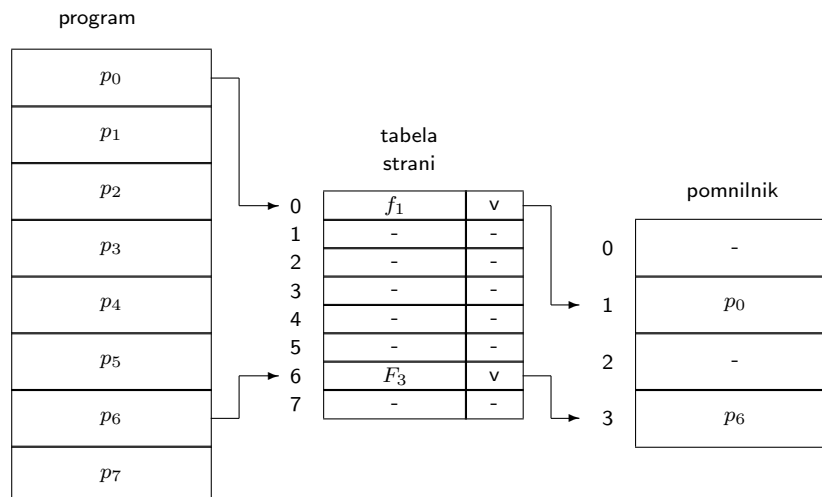 program
p0
p1
p2
p3
p4
p5
p6
p7
tabela
strani
0 f1 v
1 - -
2 - -
3 - -
4 - -
5 - -
6 F3 v
7 - -
pomnilnik
0 -
1 p0
2 -
3 p6